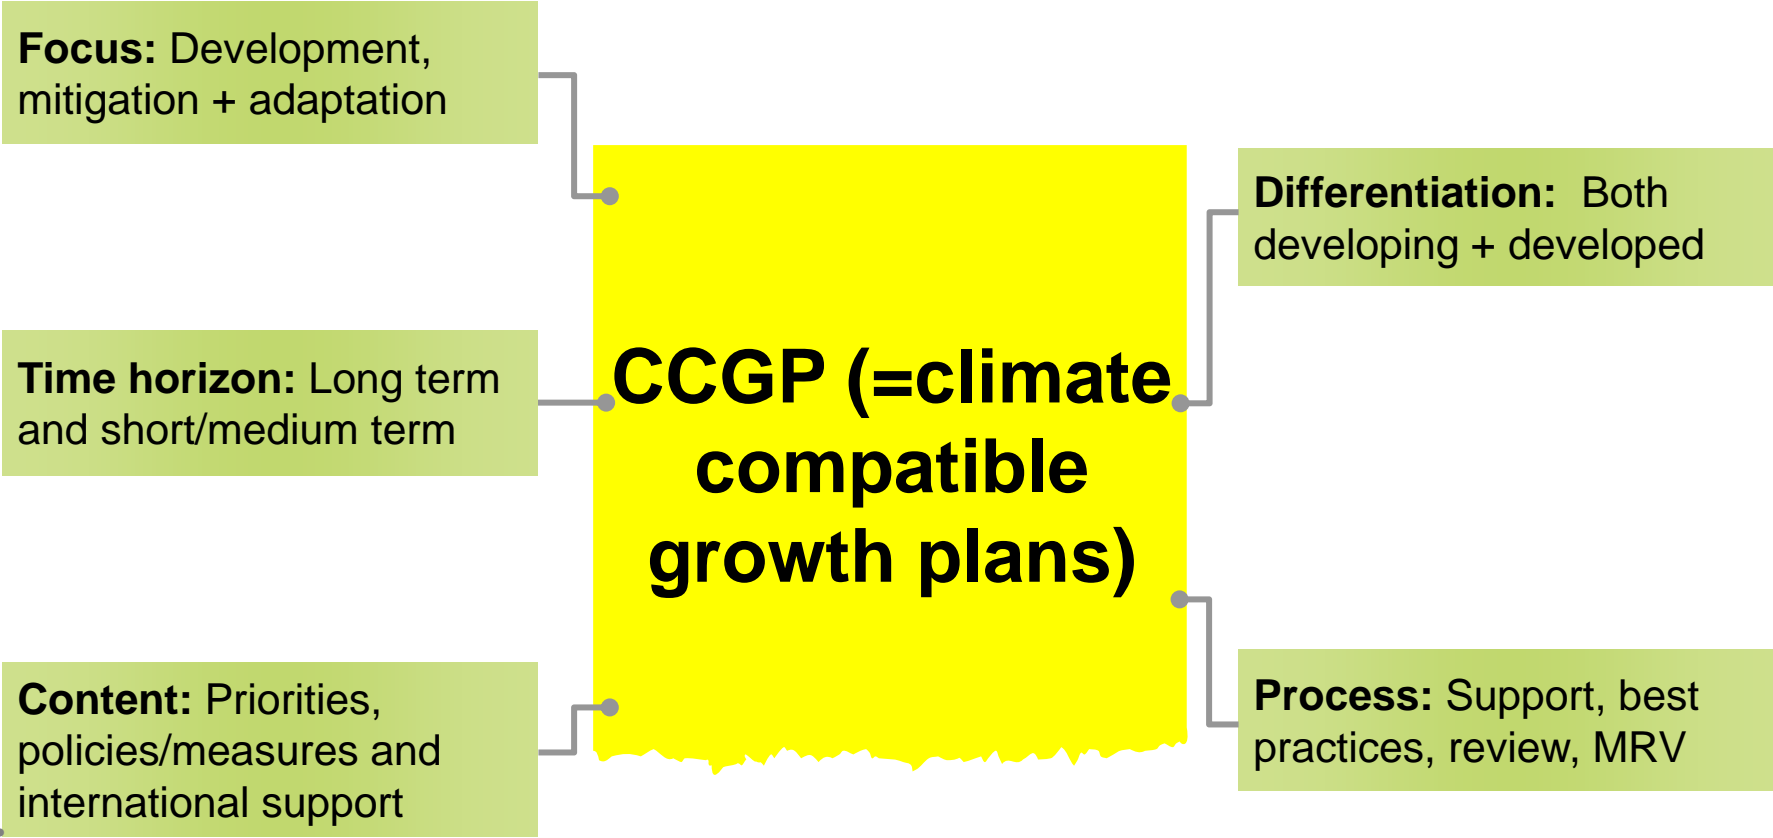 Focus: Development,
mitigation + adaptation
Time horizon: Long term
and short/medium term
Content: Priorities,
policies/measures and
international support
CCGP (=climate
compatible
growth plans)
Differentiation:  Both
developing + developed
Process: Support, best
practices, review, MRV